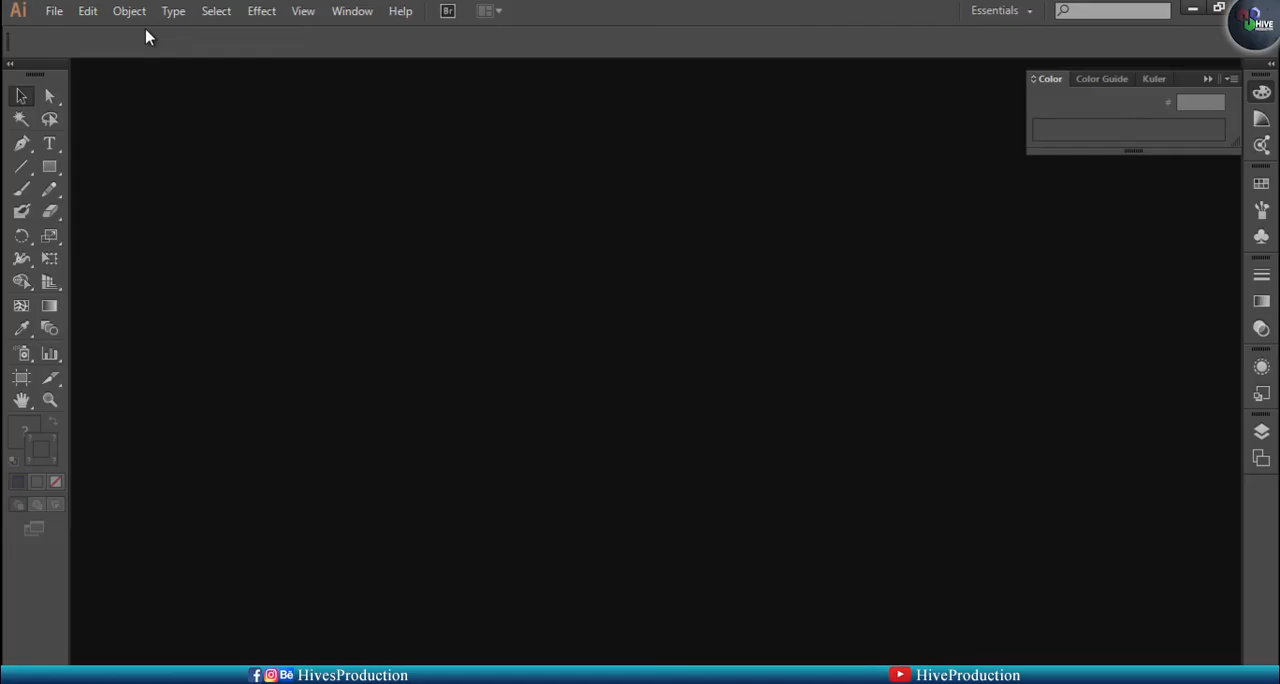 Ai File Edit Object Type Select Effect View Window Help Br Essentials
HIVE
PRODUCTION
Color Color Guide Kuler
#
T
?
HivesProduction HiveProduction